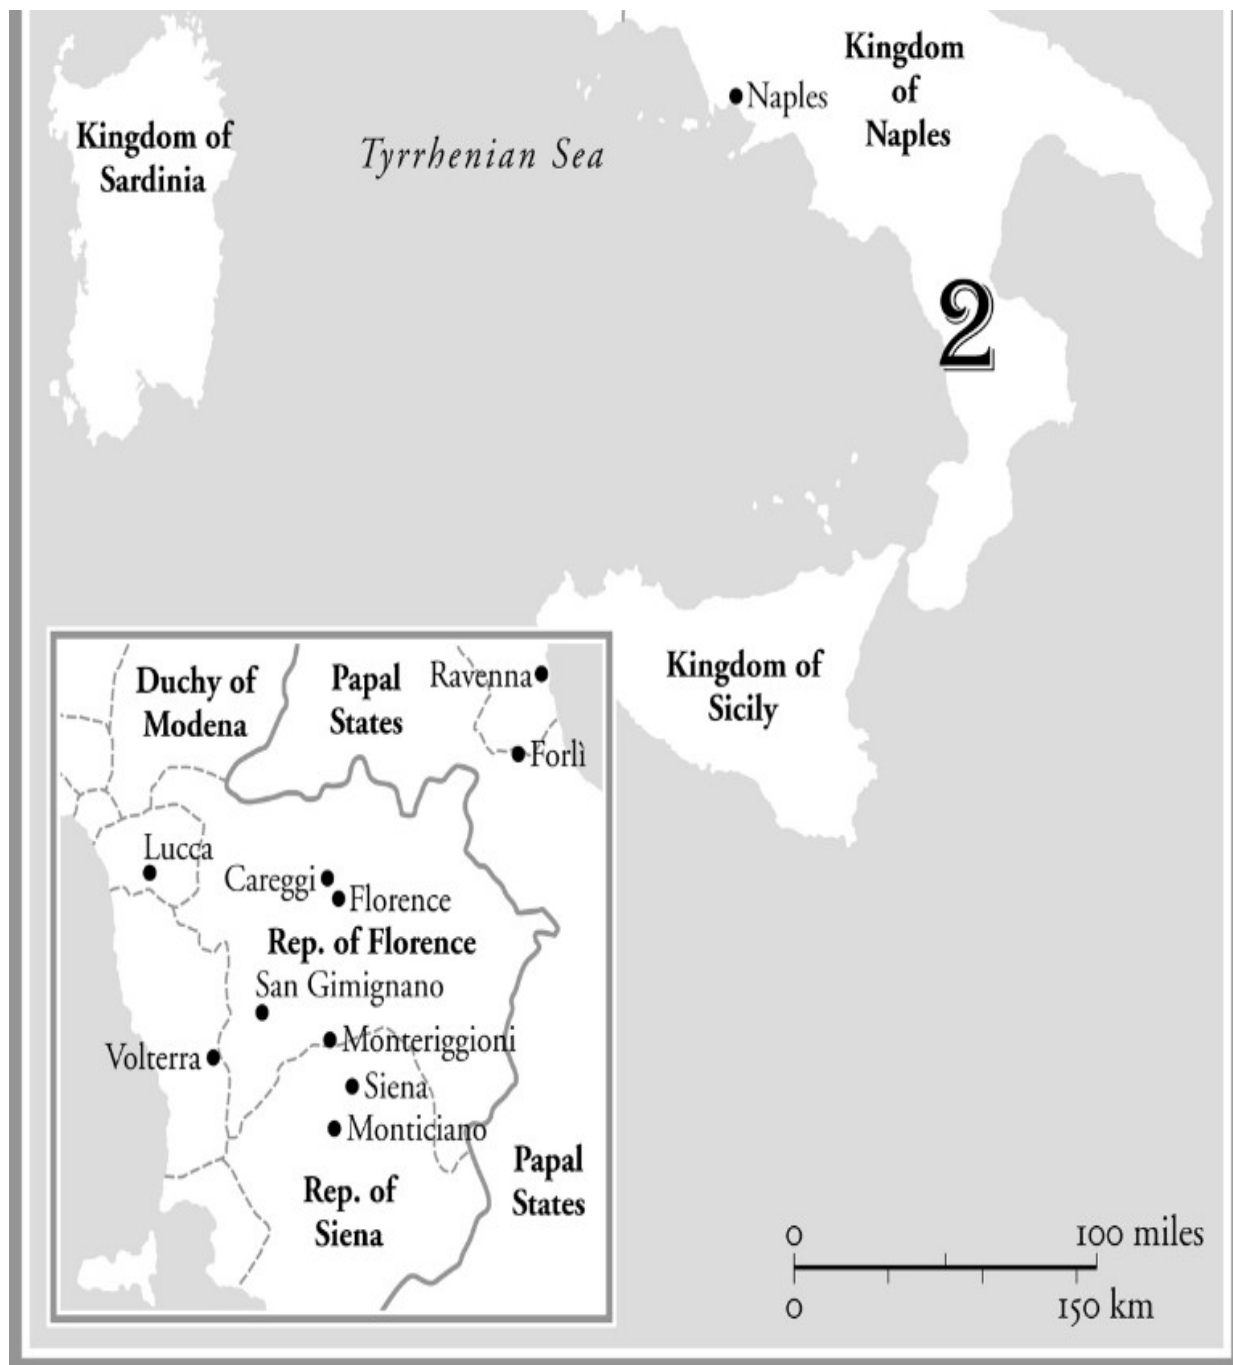 Kingdom
of
Naples
Naples
Kingdom of
Sardinia
Tyrrhenian Sea
2
Kingdom of
Sicily
Duchy of
Modena
Papal
States
Ravenna
Forlì
Lucca
Careggi
Florence
Rep. of Florence
San Gimignano
Monteriggioni
Volterra
Siena
Monticiano
Papal
States
Rep. of
Siena
0 100 miles
0 150 km